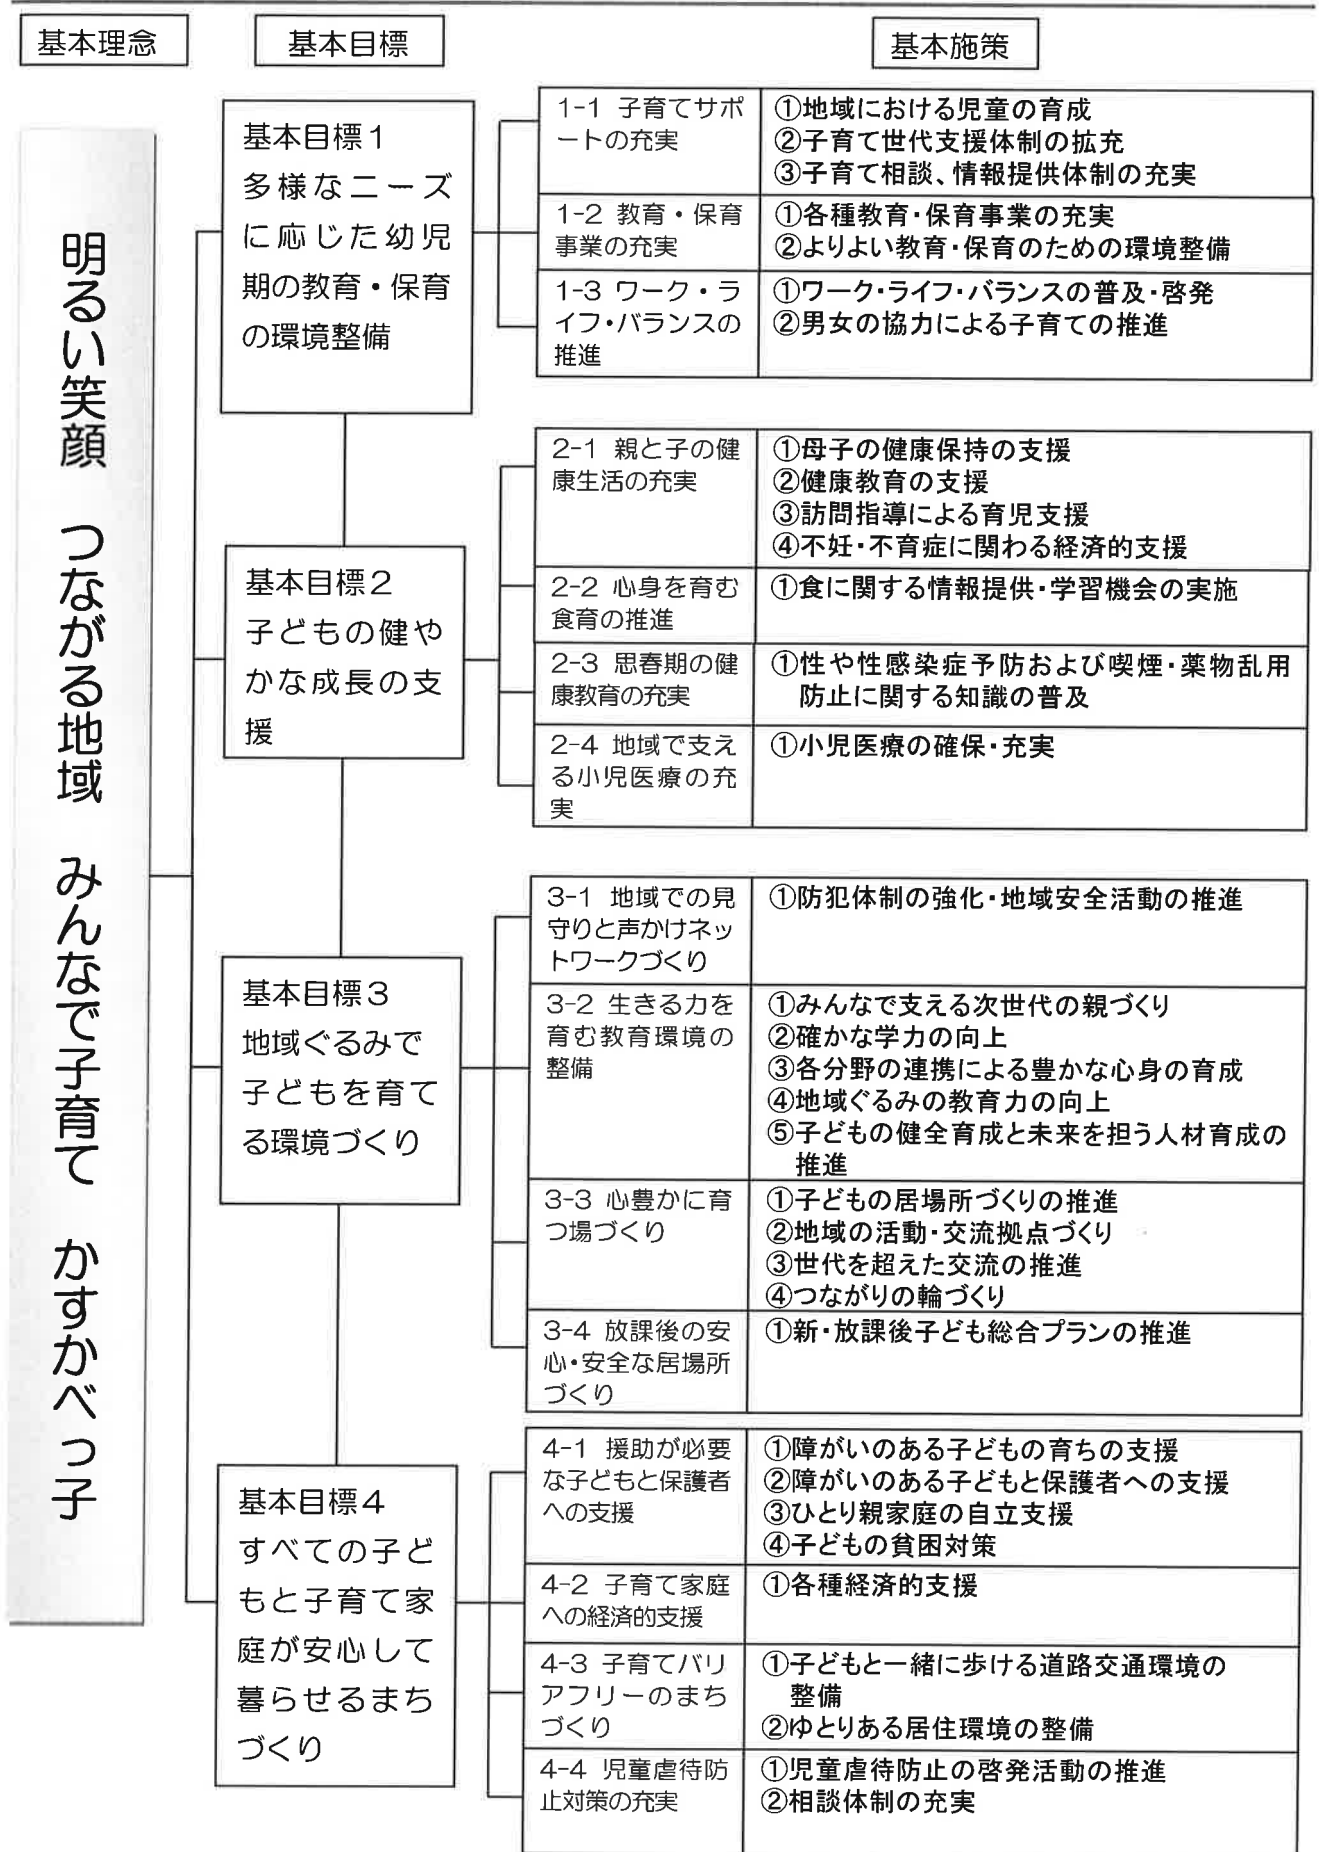 基本理念
基本目標
基本施策
明るい笑顔　つながる地域　みんなで子育て　かすかべっ子
基本目標１
多様なニーズ
に応じた幼児
期の教育・保育
の環境整備
1-1 子育てサポ
ートの充実
①地域における児童の育成
②子育て世代支援体制の拡充
③子育て相談、情報提供体制の充実
1-2 教育・保育
事業の充実
①各種教育・保育事業の充実
②よりよい教育・保育のための環境整備
1-3 ワーク・ラ
イフ・バランスの
推進
①ワーク・ライフ・バランスの普及・啓発
②男女の協力による子育ての推進
基本目標２
子どもの健や
かな成長の支
援
2-1 親と子の健
康生活の充実
①母子の健康保持の支援
②健康教育の支援
③訪問指導による育児支援
④不妊・不育症に関わる経済的支援
2-2 心身を育む
食育の推進
①食に関する情報提供・学習機会の実施
2-3 思春期の健
康教育の充実
①性や性感染症予防および喫煙・薬物乱用
防止に関する知識の普及
2-4 地域で支え
る小児医療の充
実
①小児医療の確保・充実
基本目標３
地域ぐるみで
子どもを育て
る環境づくり
3-1 地域での見
守りと声かけネッ
トワークづくり
①防犯体制の強化・地域安全活動の推進
3-2 生きる力を
育む教育環境の
整備
①みんなで支える次世代の親づくり
②確かな学力の向上
③各分野の連携による豊かな心身の育成
④地域ぐるみの教育力の向上
⑤子どもの健全育成と未来を担う人材育成の
推進
3-3 心豊かに育
つ場づくり
①子どもの居場所づくりの推進
②地域の活動・交流拠点づくり
③世代を超えた交流の推進
④つながりの輪づくり
3-4 放課後の安
心・安全な居場所
づくり
①新・放課後子ども総合プランの推進
基本目標４
すべての子ど
もと子育て家
庭が安心して
暮らせるまち
づくり
4-1 援助が必要
な子どもと保護者
への支援
①障がいのある子どもの育ちの支援
②障がいのある子どもと保護者への支援
③ひとり親家庭の自立支援
④子どもの貧困対策
4-2 子育て家庭
への経済的支援
①各種経済的支援
4-3 子育てバリ
アフリーのまち
づくり
①子どもと一緒に歩ける道路交通環境の
整備
②ゆとりある居住環境の整備
4-4 児童虐待防
止対策の充実
①児童虐待防止の啓発活動の推進
②相談体制の充実